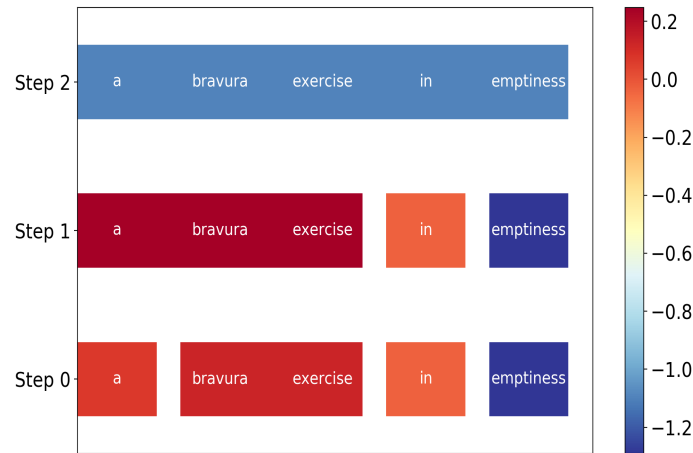 Step 2 a bravura exercise in emptiness
Step 1 a bravura exercise in emptiness
Step 0 a bravura exercise in emptiness
0.2
0.0
−0.2
−0.4
−0.6
−0.8
−1.0
−1.2